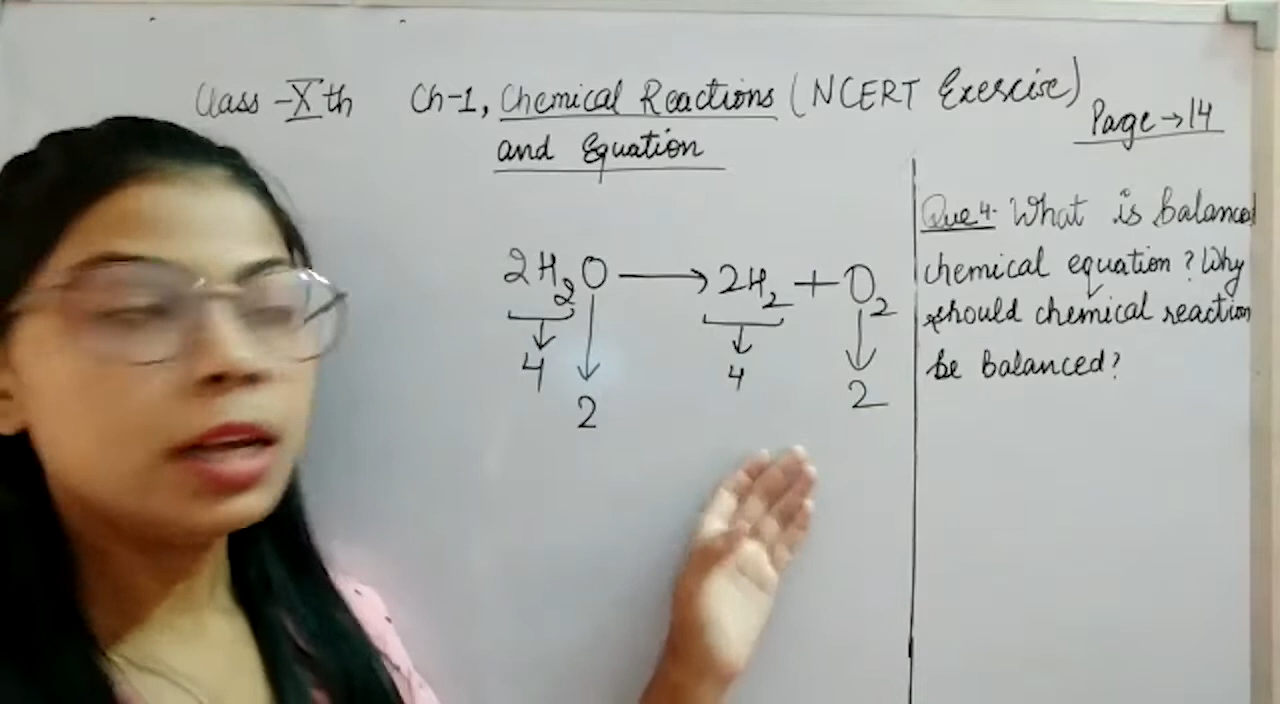 Class -Xth Ch-1, Chemical Reactions (NCERT Exercise)
and Equation
Page→14
2H₂O ⟶ 2H₂ + O₂
4 4
2 2
Que 4. What is balanced
chemical equation? Why
should chemical reaction
be balanced?